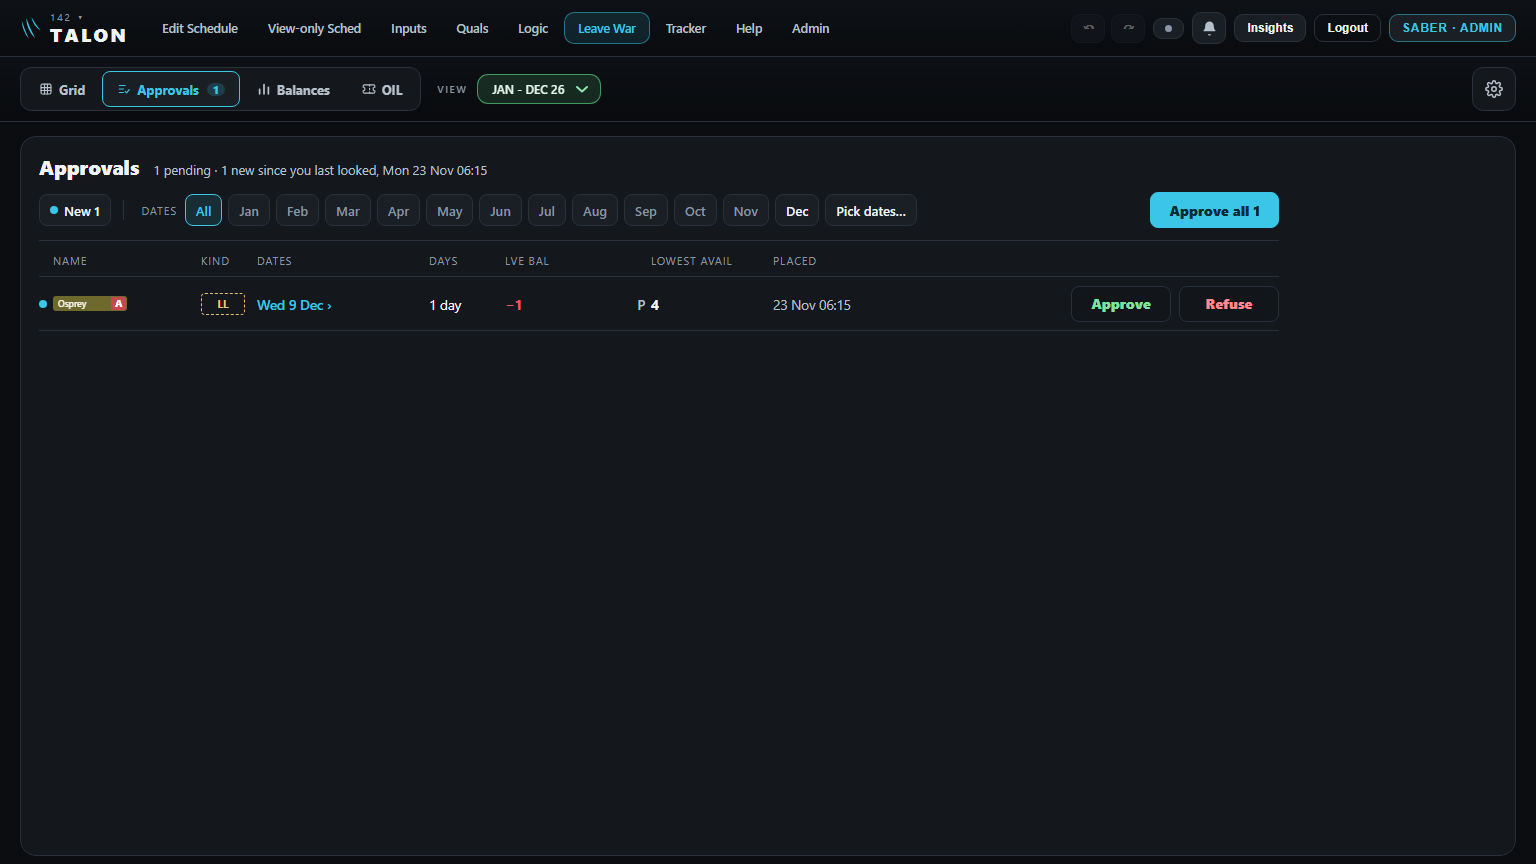 142 ▾
TALON
Edit Schedule View-only Sched Inputs Quals Logic Leave War Tracker Help Admin
Insights Logout SABER · ADMIN
Grid Approvals 1 Balances OIL VIEW JAN - DEC 26
Approvals 1 pending · 1 new since you last looked, Mon 23 Nov 06:15
New 1 DATES All Jan Feb Mar Apr May Jun Jul Aug Sep Oct Nov Dec Pick dates... Approve all 1
NAME KIND DATES DAYS LVE BAL LOWEST AVAIL PLACED
Osprey A LL Wed 9 Dec › 1 day −1 P 4 23 Nov 06:15 Approve Refuse